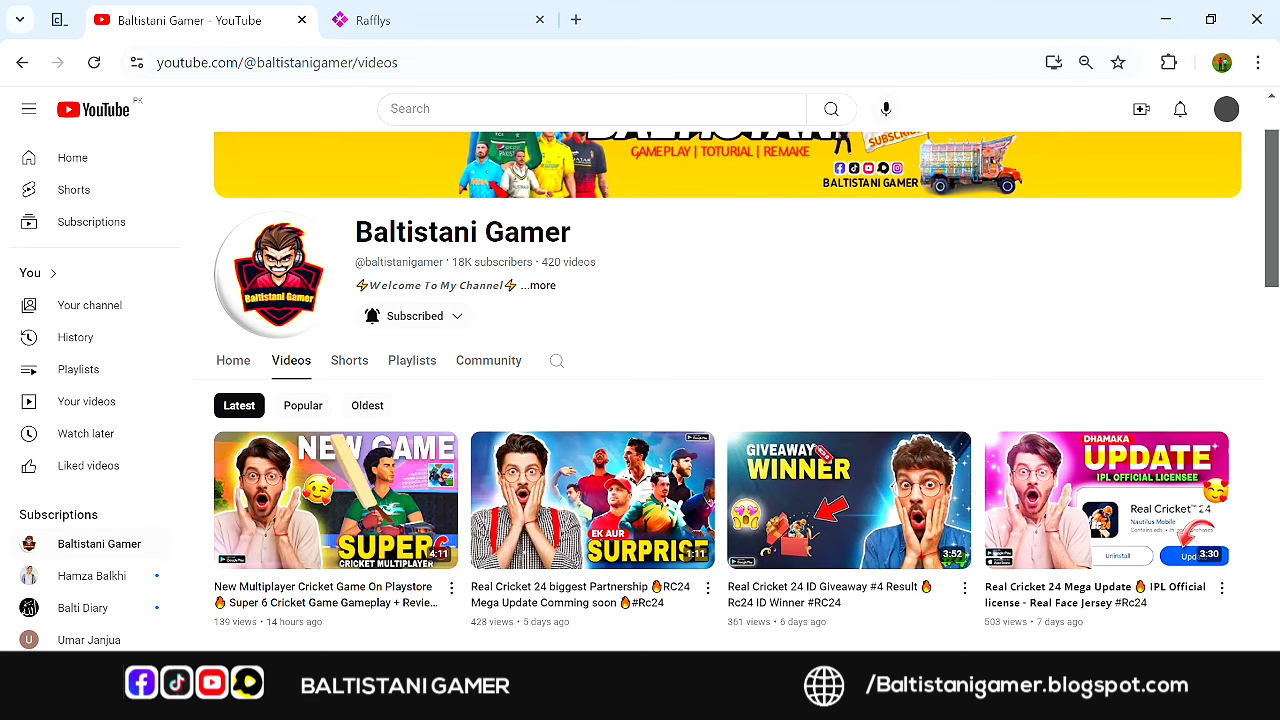 Baltistani Gamer - YouTube
Rafflys
youtube.com/@baltistanigamer/videos
YouTube PK
Search
Home
Shorts
Subscriptions
You
Your channel
History
Playlists
Your videos
Watch later
Liked videos
Subscriptions
Baltistani Gamer
Hamza Balkhi
Balti Diary
U
Umar Janjua
BALTISTANI
SUBSCRIBE
GAMEPLAY | TOTURIAL | REMAKE
BALTISTANI GAMER
Baltistani Gamer
Baltistani Gamer
@baltistanigamer · 18K subscribers · 420 videos
⚡Welcome To My Channel⚡ ...more
Subscribed
Home
Videos
Shorts
Playlists
Community
Latest
Popular
Oldest
NEW GAME
SUPER6
CRICKET MULTIPLAYER
4:11
New Multiplayer Cricket Game On Playstore
🔥 Super 6 Cricket Game Gameplay + Revie...
139 views • 14 hours ago
EK AUR
SURPRISE
1:11
Real Cricket 24 biggest Partnership 🔥RC24
Mega Update Comming soon 🔥#Rc24
428 views • 5 days ago
GIVEAWAY
WINNER
3:52
Real Cricket 24 ID Giveaway #4 Result 🔥
Rc24 ID Winner #RC24
361 views • 6 days ago
DHAMAKA
UPDATE
IPL OFFICIAL LICENSEE
Real Cricket™ 24
Nautilus Mobile
Uninstall
Upd
3:30
Real Cricket 24 Mega Update 🔥 IPL Official
license - Real Face Jersey #Rc24
503 views • 7 days ago
BALTISTANI GAMER
/Baltistanigamer.blogspot.com